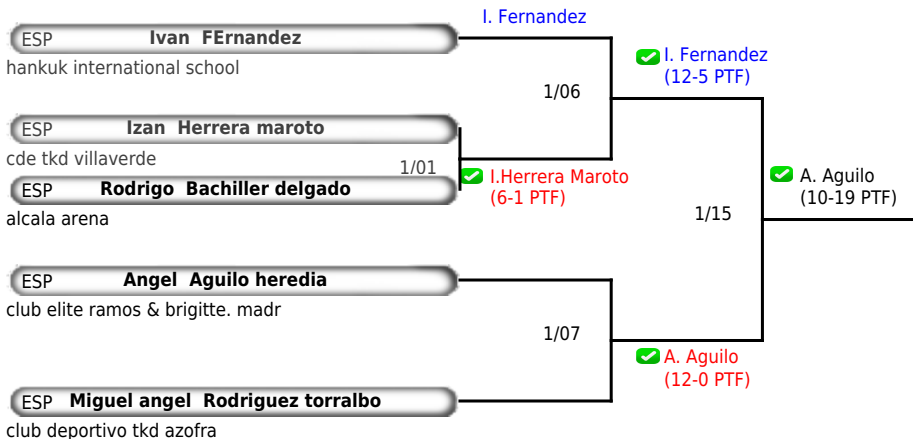 I. Fernandez
ESP Ivan FErnandez
hankuk international school
I. Fernandez
(12-5 PTF)
1/06
ESP Izan Herrera maroto
cde tkd villaverde
1/01
ESP Rodrigo Bachiller delgado
alcala arena
I.Herrera Maroto
(6-1 PTF)
A. Aguilo
(10-19 PTF)
1/15
ESP Angel Aguilo heredia
club elite ramos & brigitte. madr
1/07
A. Aguilo
(12-0 PTF)
ESP Miguel angel Rodriguez torralbo
club deportivo tkd azofra